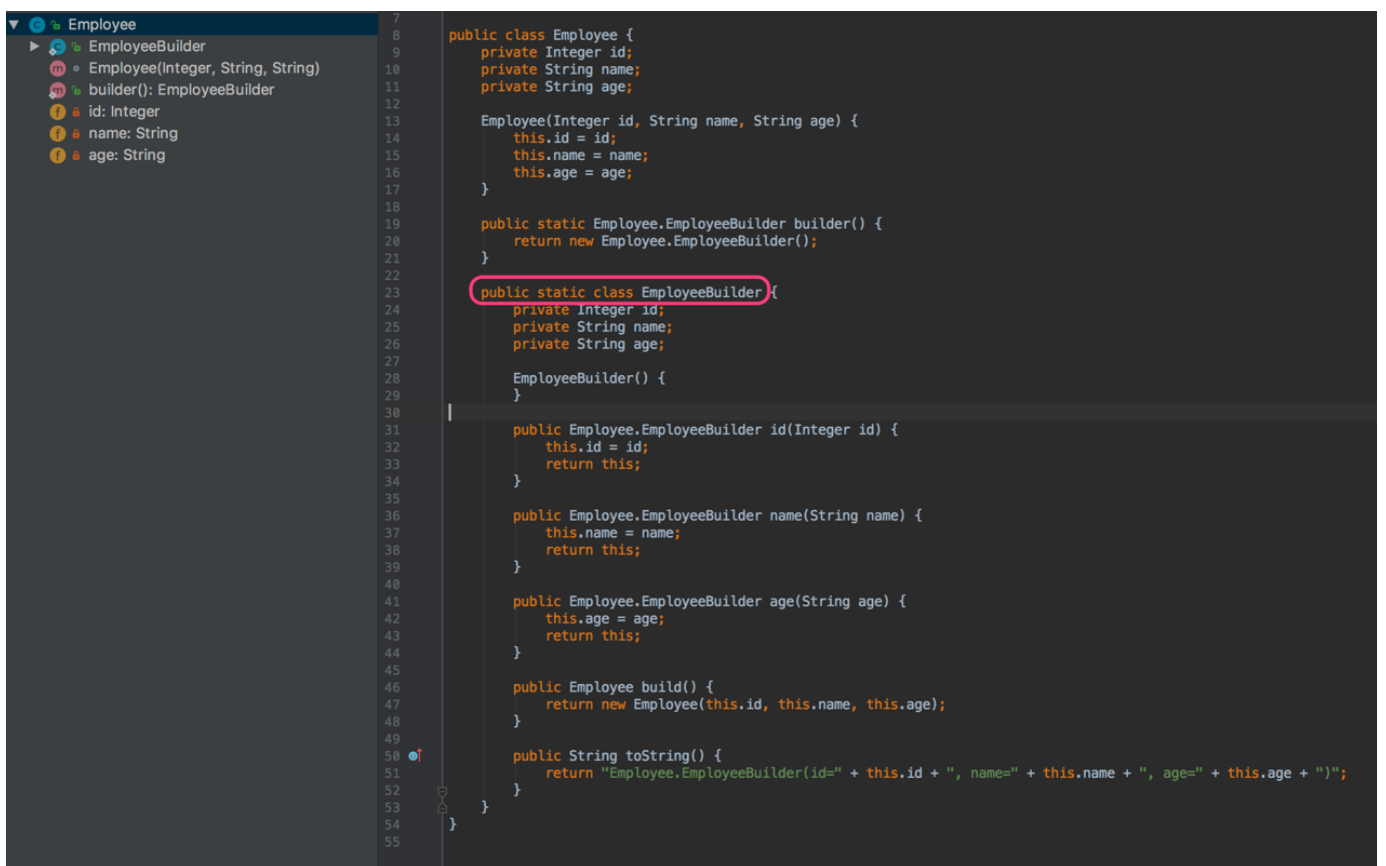 Employee
EmployeeBuilder
Employee(Integer, String, String)
builder(): EmployeeBuilder
id: Integer
name: String
age: String
7
8 public class Employee {
9 private Integer id;
10 private String name;
11 private String age;
12
13 Employee(Integer id, String name, String age) {
14 this.id = id;
15 this.name = name;
16 this.age = age;
17 }
18
19 public static Employee.EmployeeBuilder builder() {
20 return new Employee.EmployeeBuilder();
21 }
22
23 public static class EmployeeBuilder {
24 private Integer id;
25 private String name;
26 private String age;
27
28 EmployeeBuilder() {
29 }
30
31 public Employee.EmployeeBuilder id(Integer id) {
32 this.id = id;
33 return this;
34 }
35
36 public Employee.EmployeeBuilder name(String name) {
37 this.name = name;
38 return this;
39 }
40
41 public Employee.EmployeeBuilder age(String age) {
42 this.age = age;
43 return this;
44 }
45
46 public Employee build() {
47 return new Employee(this.id, this.name, this.age);
48 }
49
50 public String toString() {
51 return "Employee.EmployeeBuilder(id=" + this.id + ", name=" + this.name + ", age=" + this.age + ")";
52 }
53 }
54 }
55